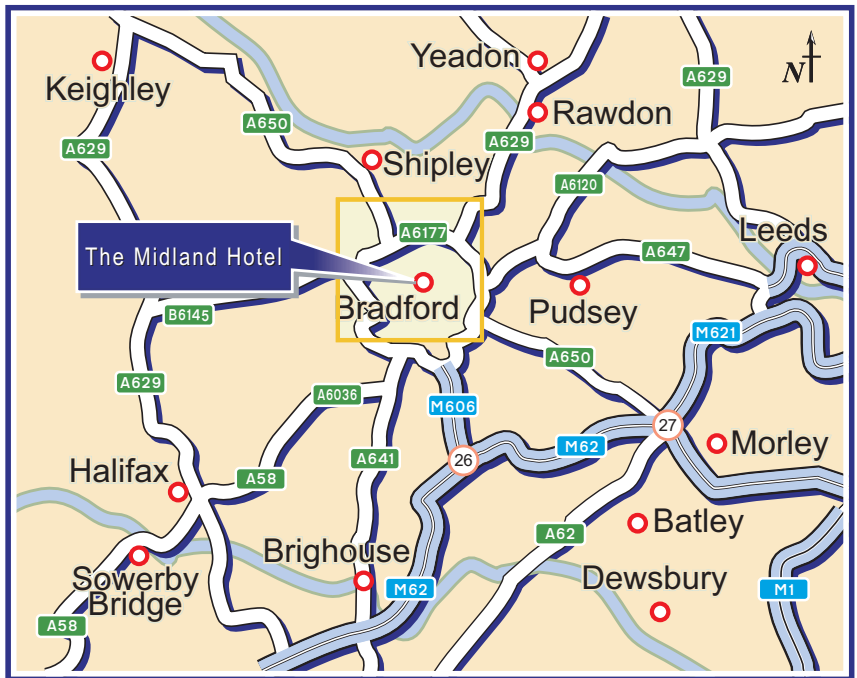 Yeadon
Keighley
A629
N
A650
Rawdon
A629
A629
Shipley
A6120
A6177
Leeds
The Midland Hotel
A647
Bradford
Pudsey
B6145
M621
A650
A629
A6036
M606
27
Morley
M62
A641
26
Halifax
A58
Batley
A62
Brighouse
Sowerby
Bridge
Dewsbury
M62
M1
A58